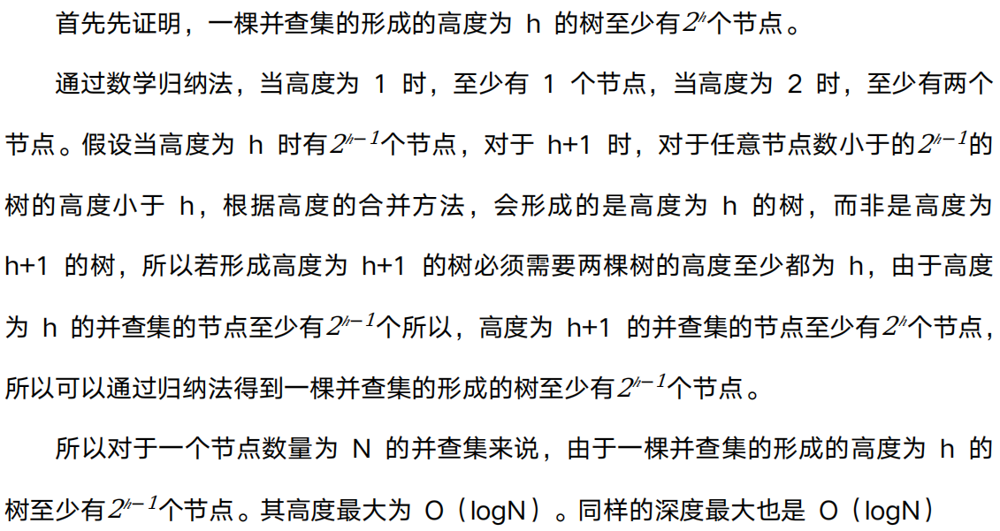 首先先证明，一棵并查集的形成的高度为 h 的树至少有2^h个节点。
通过数学归纳法，当高度为 1 时，至少有 1 个节点，当高度为 2 时，至少有两个
节点。假设当高度为 h 时有2^{h-1}个节点，对于 h+1 时，对于任意节点数小于的2^{h-1}的
树的高度小于 h，根据高度的合并方法，会形成的是高度为 h 的树，而非是高度为
h+1 的树，所以若形成高度为 h+1 的树必须需要两棵树的高度至少都为 h，由于高度
为 h 的并查集的节点至少有2^{h-1}个所以，高度为 h+1 的并查集的节点至少有2^h个节点，
所以可以通过归纳法得到一棵并查集的形成的树至少有2^{h-1}个节点。
所以对于一个节点数量为 N 的并查集来说，由于一棵并查集的形成的高度为 h 的
树至少有2^{h-1}个节点。其高度最大为 O（logN）。同样的深度最大也是 O（logN）